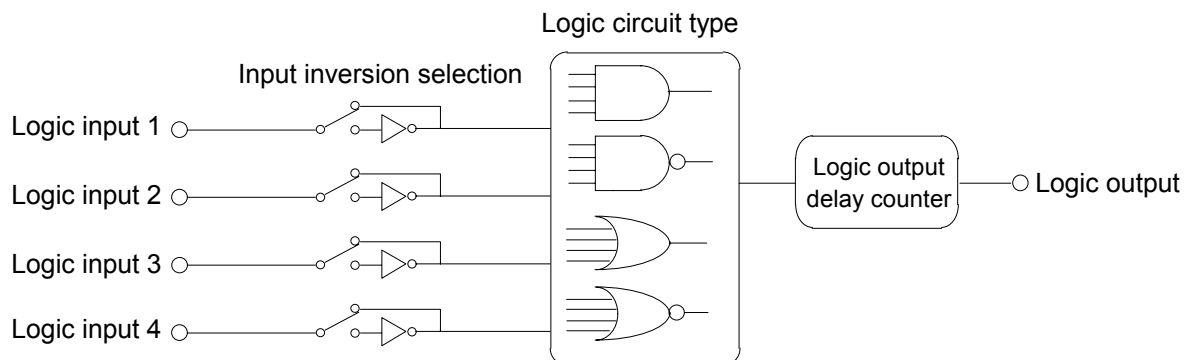 Logic circuit type
Input inversion selection
Logic input 1
Logic input 2
Logic input 3
Logic input 4
Logic output
delay counter
Logic output